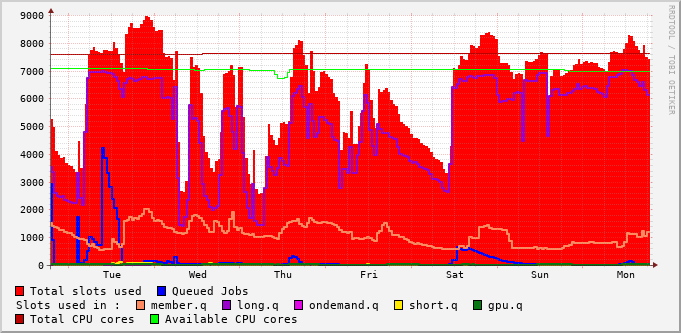 9000
8000
7000
6000
5000
4000
3000
2000
1000
0
Tue Wed Thu Fri Sat Sun Mon
RRDTOOL / TOBI OETIKER
Total slots used Queued Jobs
Slots used in : member.q long.q ondemand.q short.q gpu.q
Total CPU cores Available CPU cores